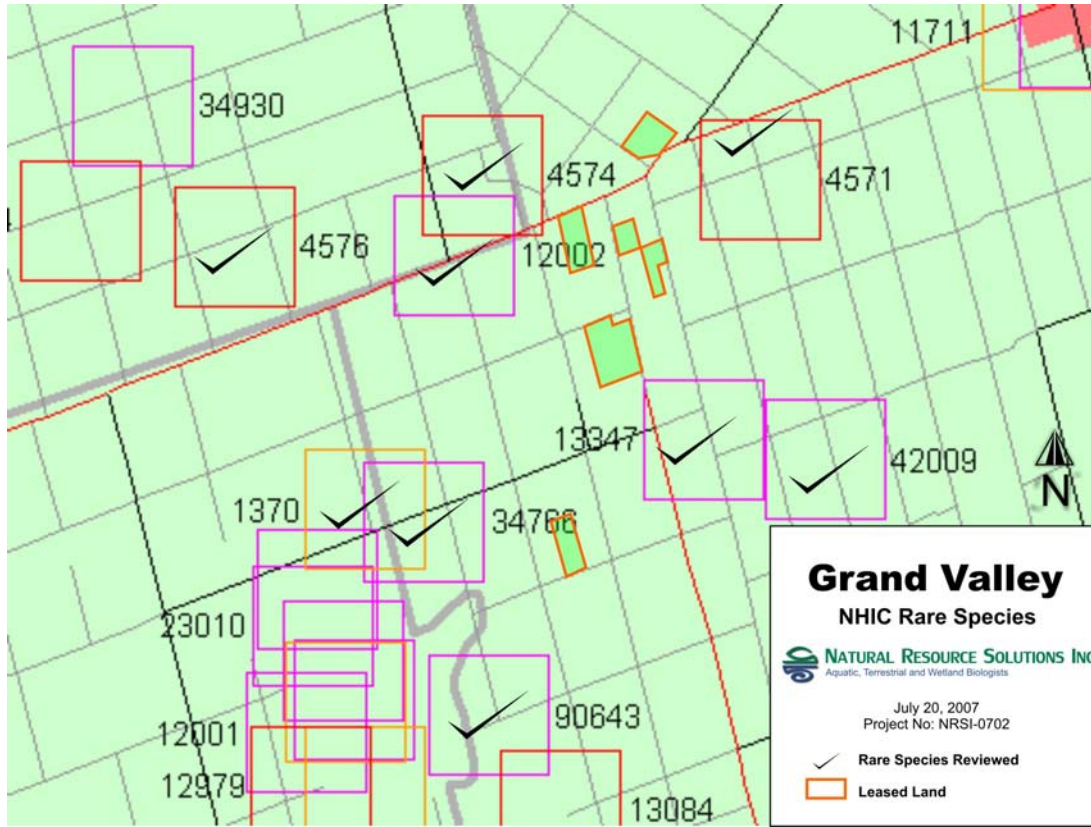 11711
34930
4574
4571
4
4576
12002
13347
42009
1370
34766
N
23010
12001
90643
12979
13084
Grand Valley
NHIC Rare Species
NATURAL RESOURCE SOLUTIONS INC
Aquatic, Terrestrial and Wetland Biologists
July 20, 2007
Project No: NRSI-0702
Rare Species Reviewed
Leased Land